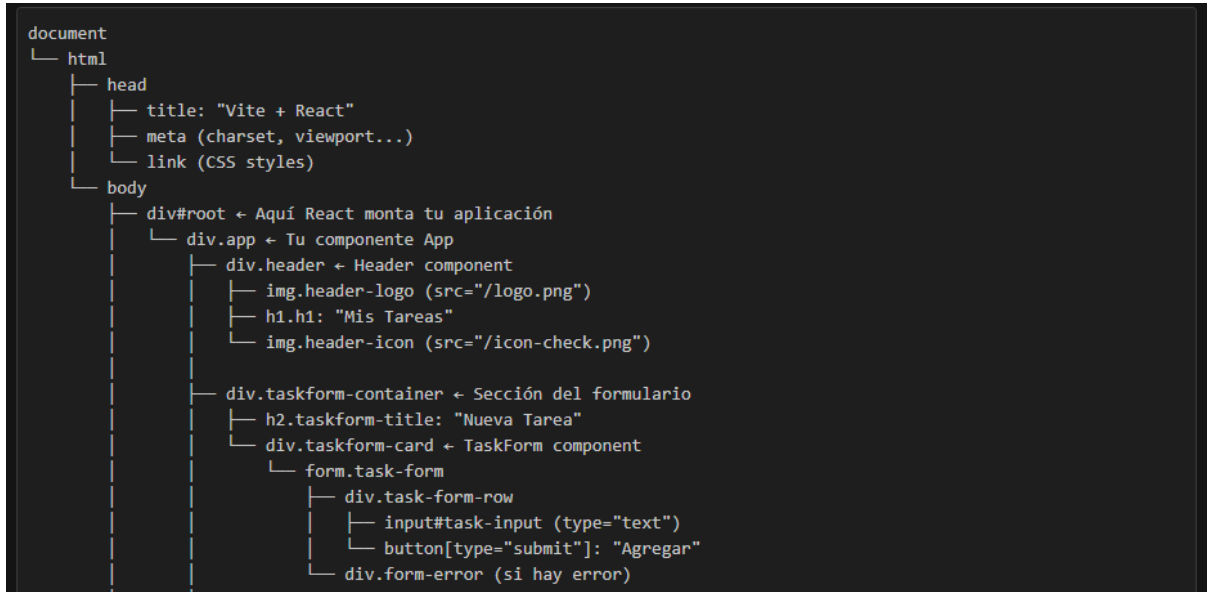 document
└── html
    ├── head
    │   ├── title: "Vite + React"
    │   ├── meta (charset, viewport...)
    │   └── link (CSS styles)
    └── body
        ├── div#root ← Aquí React monta tu aplicación
        │   └── div.app ← Tu componente App
        │       ├── div.header ← Header component
        │       │   ├── img.header-logo (src="/logo.png")
        │       │   ├── h1.h1: "Mis Tareas"
        │       │   └── img.header-icon (src="/icon-check.png")
        │       │
        │       ├── div.taskform-container ← Sección del formulario
        │       │   ├── h2.taskform-title: "Nueva Tarea"
        │       │   └── div.taskform-card ← TaskForm component
        │       │       └── form.task-form
        │       │           ├── div.task-form-row
        │       │           │   ├── input#task-input (type="text")
        │       │           │   └── button[type="submit"]: "Agregar"
        │       │           └── div.form-error (si hay error)